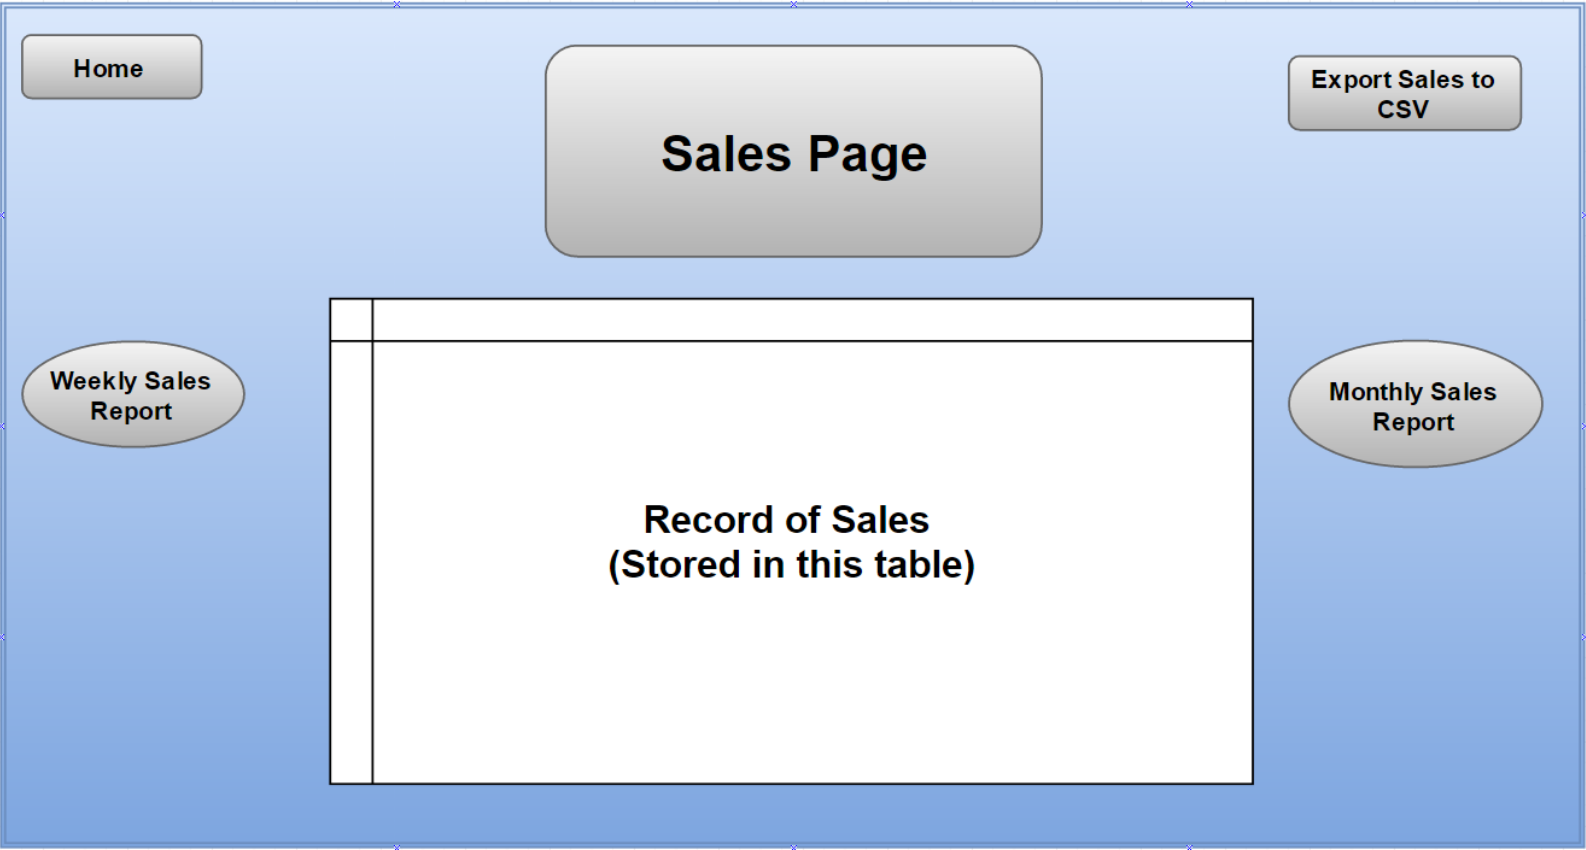 Home
Sales Page
Export Sales to
CSV
Weekly Sales
Report
Monthly Sales
Report
Record of Sales
(Stored in this table)